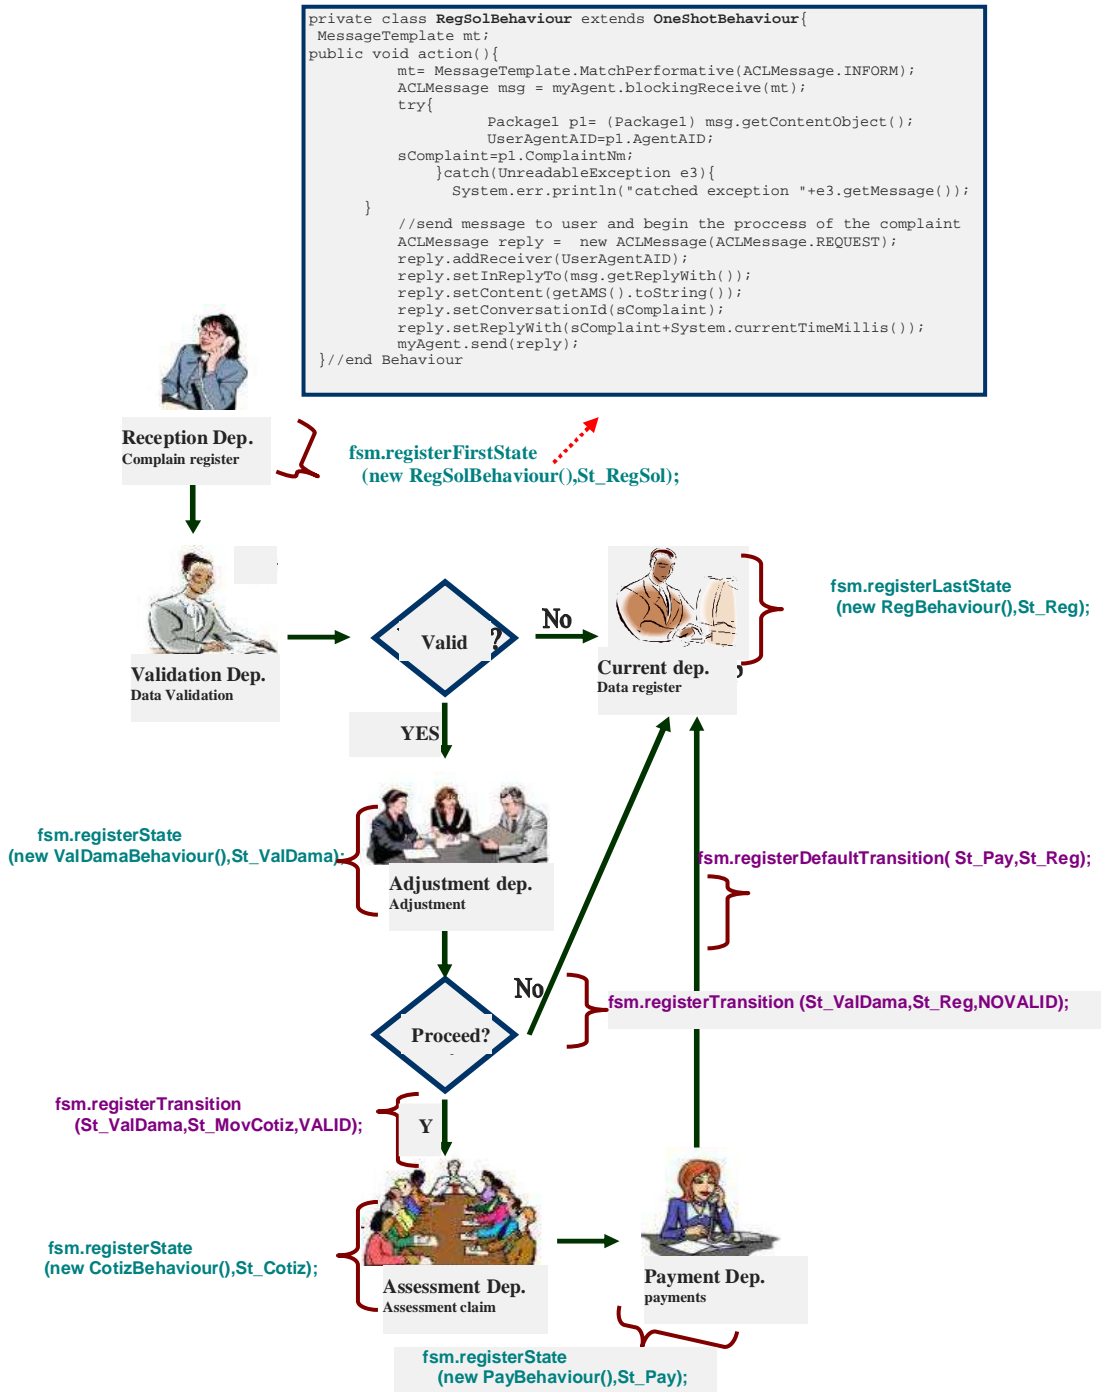 private class RegSolBehaviour extends OneShotBehaviour{
MessageTemplate mt;
public void action(){
mt= MessageTemplate.MatchPerformative(ACLMessage.INFORM);
ACLMessage msg = myAgent.blockingReceive(mt);
try{
Package1 p1= (Package1) msg.getContentObject();
UserAgentAID=p1.AgentAID;
sComplaint=p1.ComplaintNm;
}catch(UnreadableException e3){
System.err.println("catched exception "+e3.getMessage());
}
//send message to user and begin the proccess of the complaint
ACLMessage reply =  new ACLMessage(ACLMessage.REQUEST);
reply.addReceiver(UserAgentAID);
reply.setInReplyTo(msg.getReplyWith());
reply.setContent(getAMS().toString());
reply.setConversationId(sComplaint);
reply.setReplyWith(sComplaint+System.currentTimeMillis());
myAgent.send(reply);
}//end Behaviour
Reception Dep.
Complain register
fsm.registerFirstState
(new RegSolBehaviour(),St_RegSol);
Validation Dep.
Data Validation
Valid ?
No
Current dep.
Data register
fsm.registerLastState
(new RegBehaviour(),St_Reg);
YES
fsm.registerState
(new ValDamaBehaviour(),St_ValDama);
Adjustment dep.
Adjustment
fsm.registerDefaultTransition( St_Pay,St_Reg);
No
fsm.registerTransition (St_ValDama,St_Reg,NOVALID);
Proceed?
fsm.registerTransition
(St_ValDama,St_MovCotiz,VALID);
Y
fsm.registerState
(new CotizBehaviour(),St_Cotiz);
Assessment Dep.
Assessment claim
Payment Dep.
payments
fsm.registerState
(new PayBehaviour(),St_Pay);